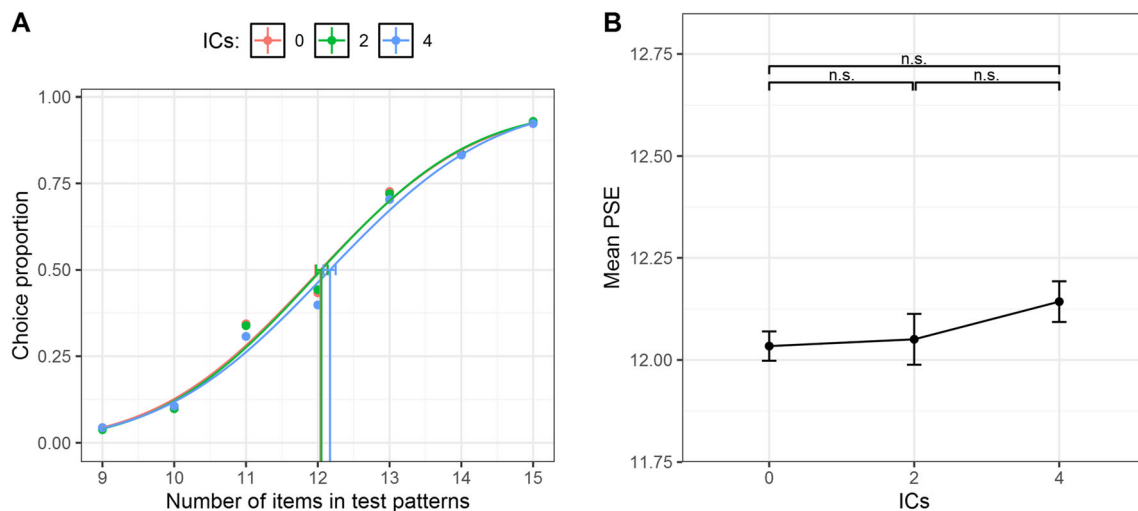 A
ICs: 0 2 4
Choice proportion
1.00
0.75
0.50
0.25
0.00
9 10 11 12 13 14 15
Number of items in test patterns
B
Mean PSE
12.75
12.50
12.25
12.00
11.75
n.s.
n.s. n.s.
0 2 4
ICs